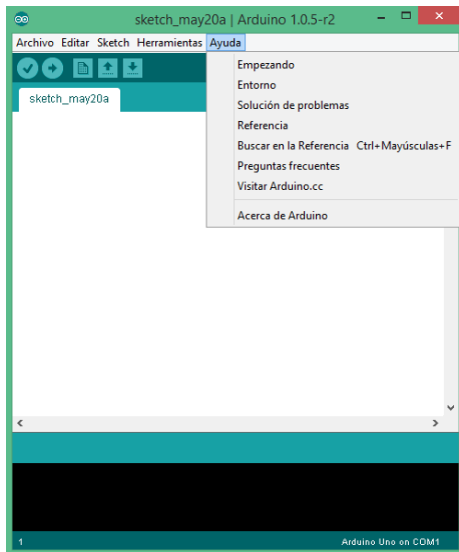 sketch_may20a | Arduino 1.0.5-r2
Archivo Editar Sketch Herramientas Ayuda
sketch_may20a
Empezando
Entorno
Solución de problemas
Referencia
Buscar en la Referencia Ctrl+Mayúsculas+F
Preguntas frecuentes
Visitar Arduino.cc
Acerca de Arduino
1 Arduino Uno on COM1